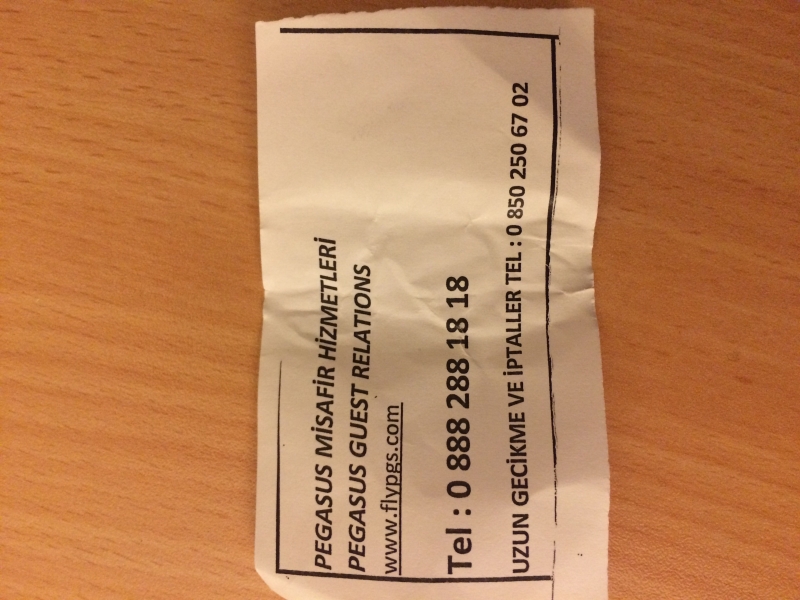 PEGASUS MİSAFİR HİZMETLERİ
PEGASUS GUEST RELATIONS
www.flypgs.com
Tel : 0 888 288 18 18
UZUN GECİKME VE İPTALLER TEL : 0 850 250 67 02